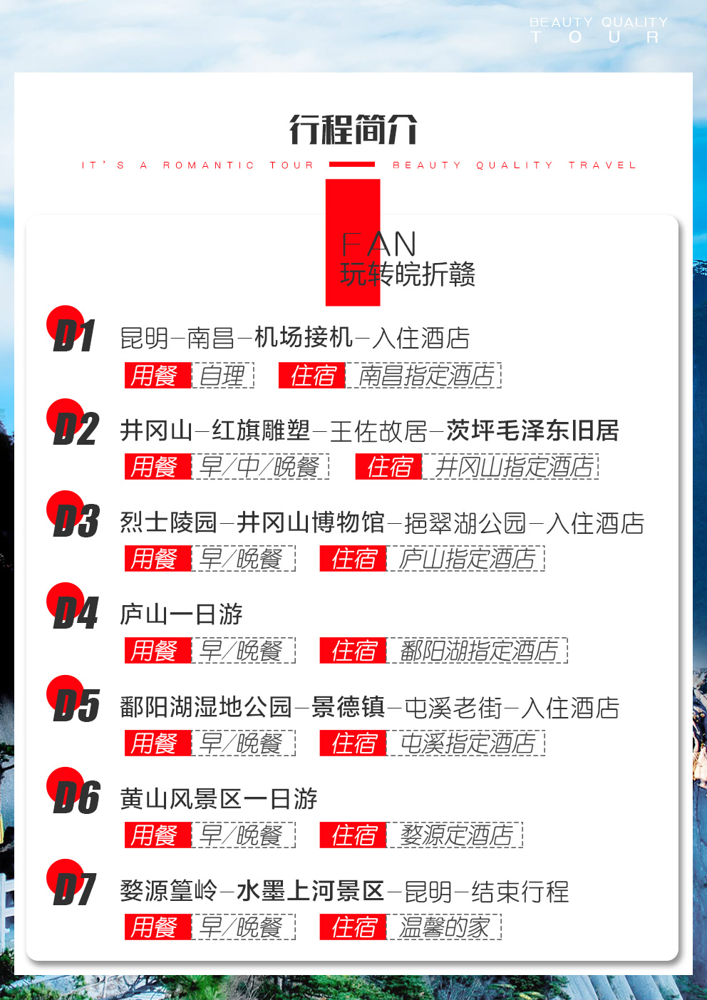 BEAUTY QUALITY
TOUR
行程简介
IT'S A ROMANTIC TOUR BEAUTY QUALITY TRAVEL
FAN
玩转皖折赣
D1 昆明-南昌-机场接机-入住酒店
用餐 自理 住宿 南昌指定酒店
D2 井冈山-红旗雕塑-王佐故居-茨坪毛泽东旧居
用餐 早/中/晚餐 住宿 井冈山指定酒店
D3 烈士陵园-井冈山博物馆-挹翠湖公园-入住酒店
用餐 早/晚餐 住宿 庐山指定酒店
D4 庐山一日游
用餐 早/晚餐 住宿 鄱阳湖指定酒店
D5 鄱阳湖湿地公园-景德镇-屯溪老街-入住酒店
用餐 早/晚餐 住宿 屯溪指定酒店
D6 黄山风景区一日游
用餐 早/晚餐 住宿 婺源定酒店
D7 婺源篁岭-水墨上河景区-昆明-结束行程
用餐 早/晚餐 住宿 温馨的家